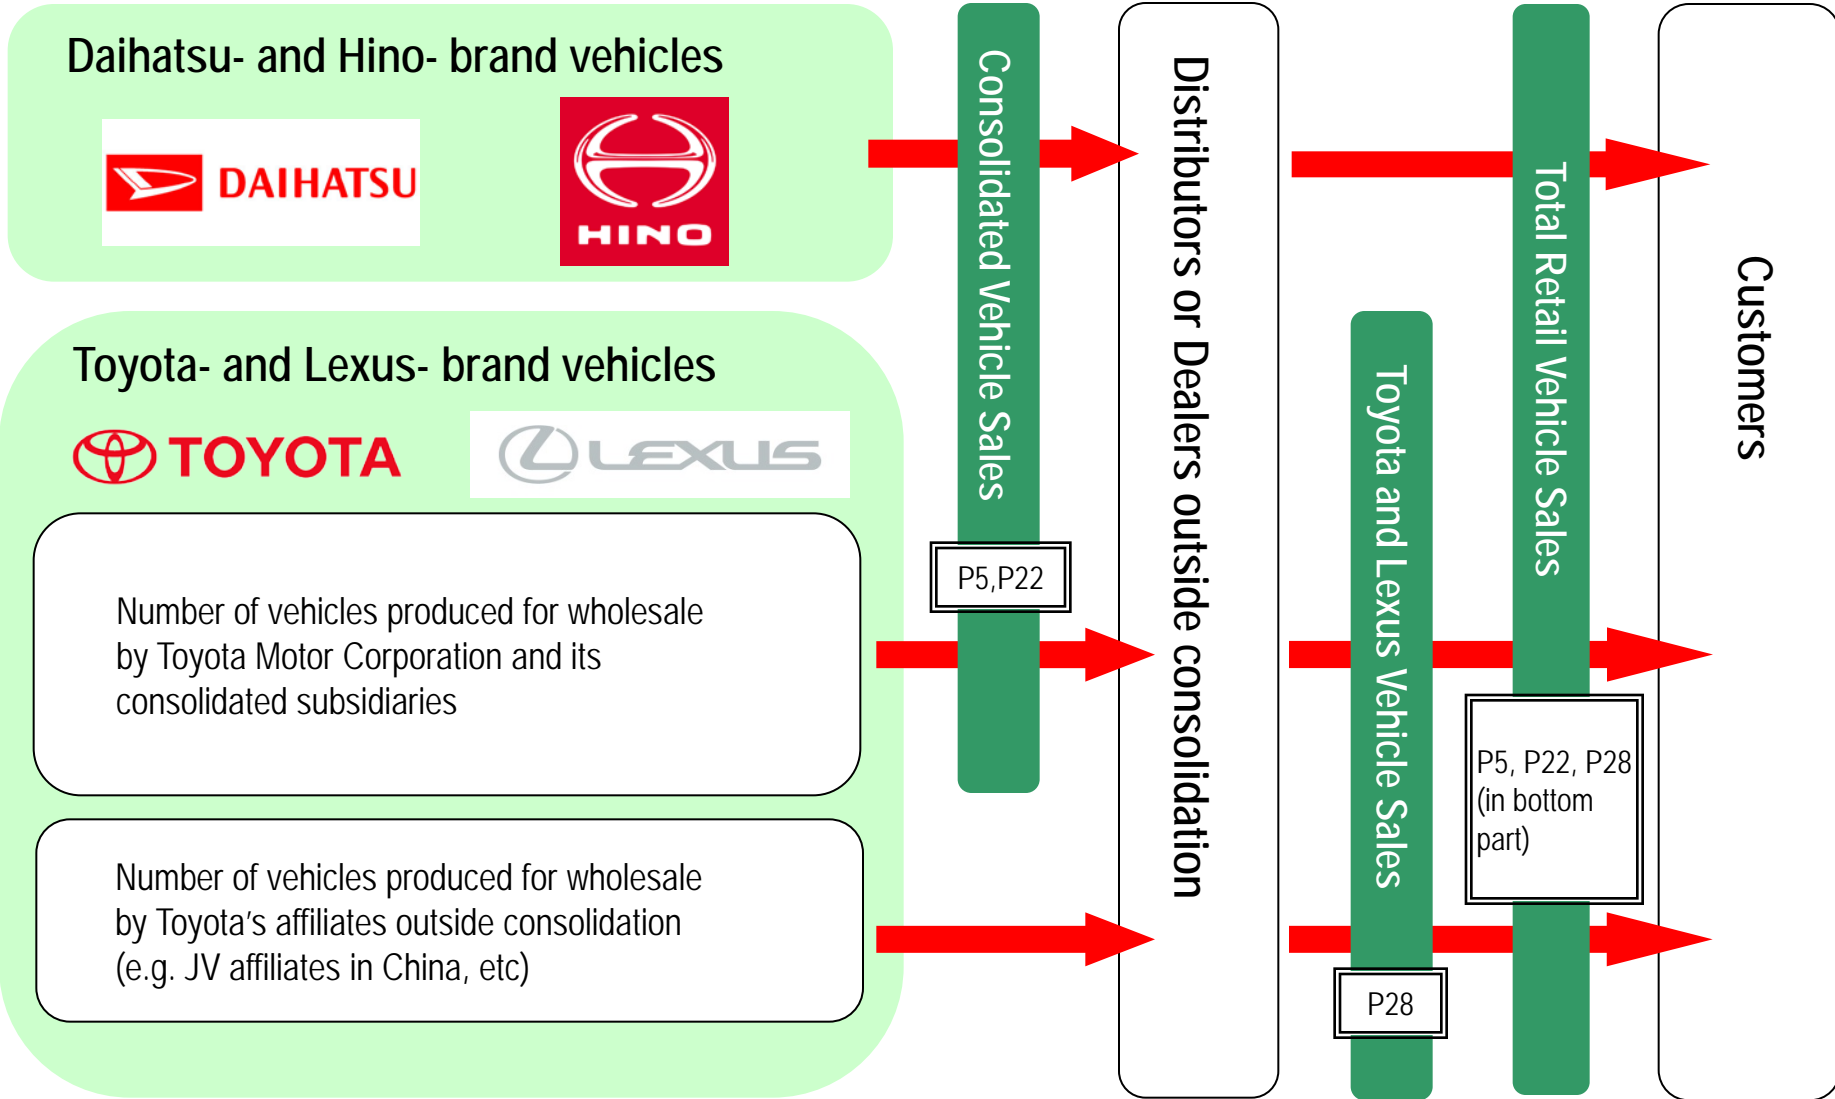 Daihatsu- and Hino- brand vehicles
DAIHATSU
HINO
Toyota- and Lexus- brand vehicles
TOYOTA
LEXUS
Number of vehicles produced for wholesale
by Toyota Motor Corporation and its
consolidated subsidiaries
Number of vehicles produced for wholesale
by Toyota’s affiliates outside consolidation
(e.g. JV affiliates in China, etc)
Consolidated Vehicle Sales
P5,P22
Distributors or Dealers outside consolidation
Toyota and Lexus Vehicle Sales
P28
Total Retail Vehicle Sales
P5, P22, P28
(in bottom
part)
Customers